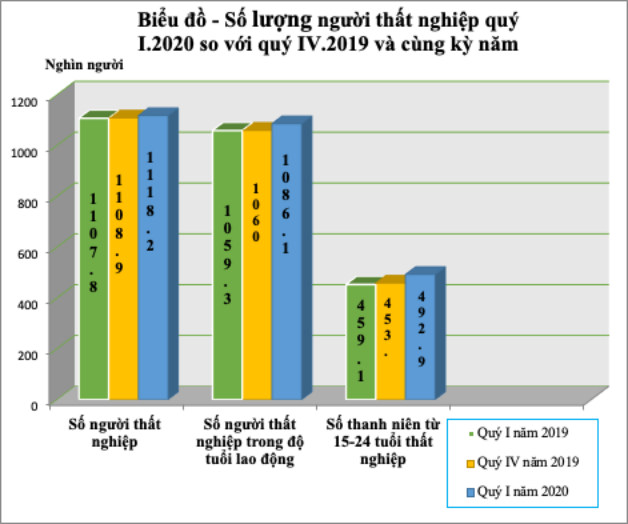 Biểu đồ - Số lượng người thất nghiệp quý
I.2020 so với quý IV.2019 và cùng kỳ năm
Nghìn người
1200
1000
800
600
400
200
0
1107.8
1108.9
1118.2
1059.3
1060
1086.1
459.1
453.
492.9
Số người thất
nghiệp
Số người thất
nghiệp trong độ
tuổi lao động
Số thanh niên từ
15-24 tuổi thất
nghiệp
Quý I năm 2019
Quý IV năm 2019
Quý I năm 2020